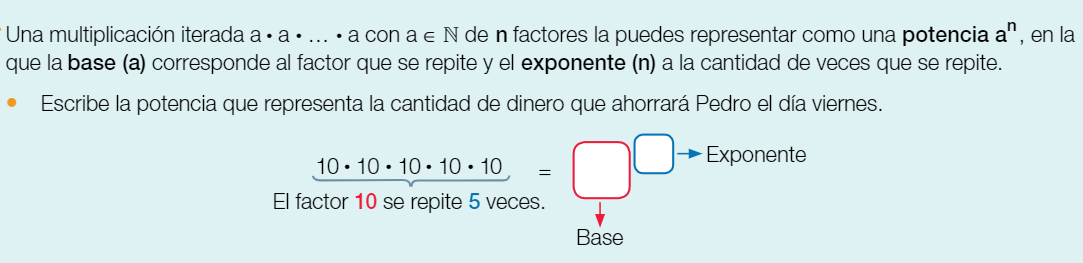 Una multiplicación iterada a • a • … • a con a ∈ ℕ de n factores la puedes representar como una potencia aⁿ, en la
que la base (a) corresponde al factor que se repite y el exponente (n) a la cantidad de veces que se repite.
• Escribe la potencia que representa la cantidad de dinero que ahorrará Pedro el día viernes.
10 • 10 • 10 • 10 • 10 =
Exponente
El factor 10 se repite 5 veces.
Base